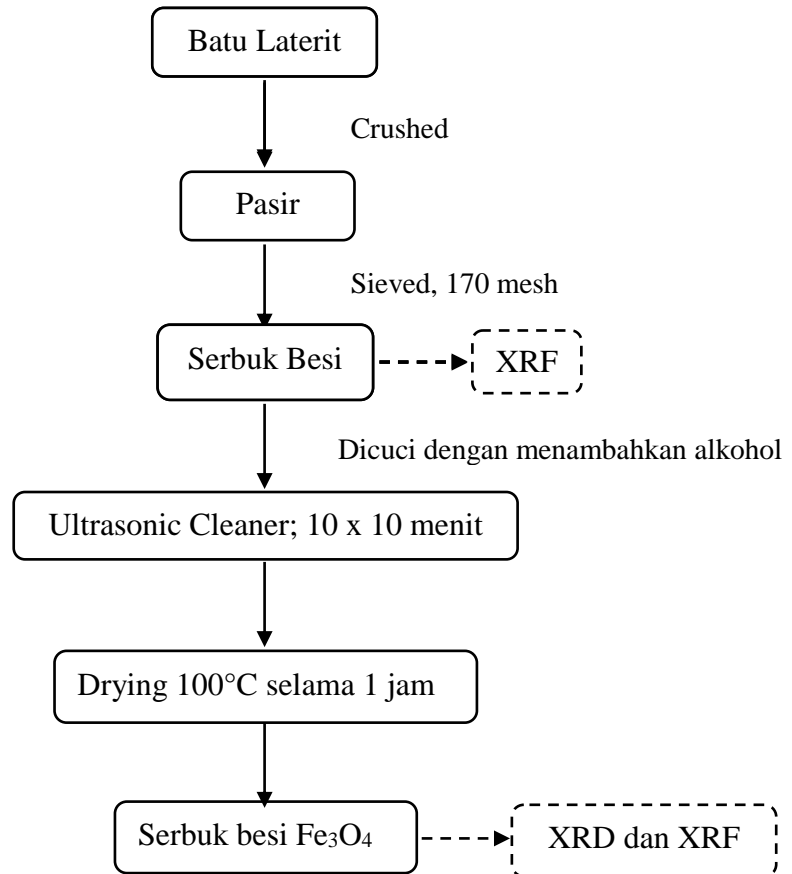 Batu Laterit
Crushed
Pasir
Sieved, 170 mesh
Serbuk Besi
XRF
Dicuci dengan menambahkan alkohol
Ultrasonic Cleaner; 10 x 10 menit
Drying 100°C selama 1 jam
Serbuk besi Fe₃O₄
XRD dan XRF